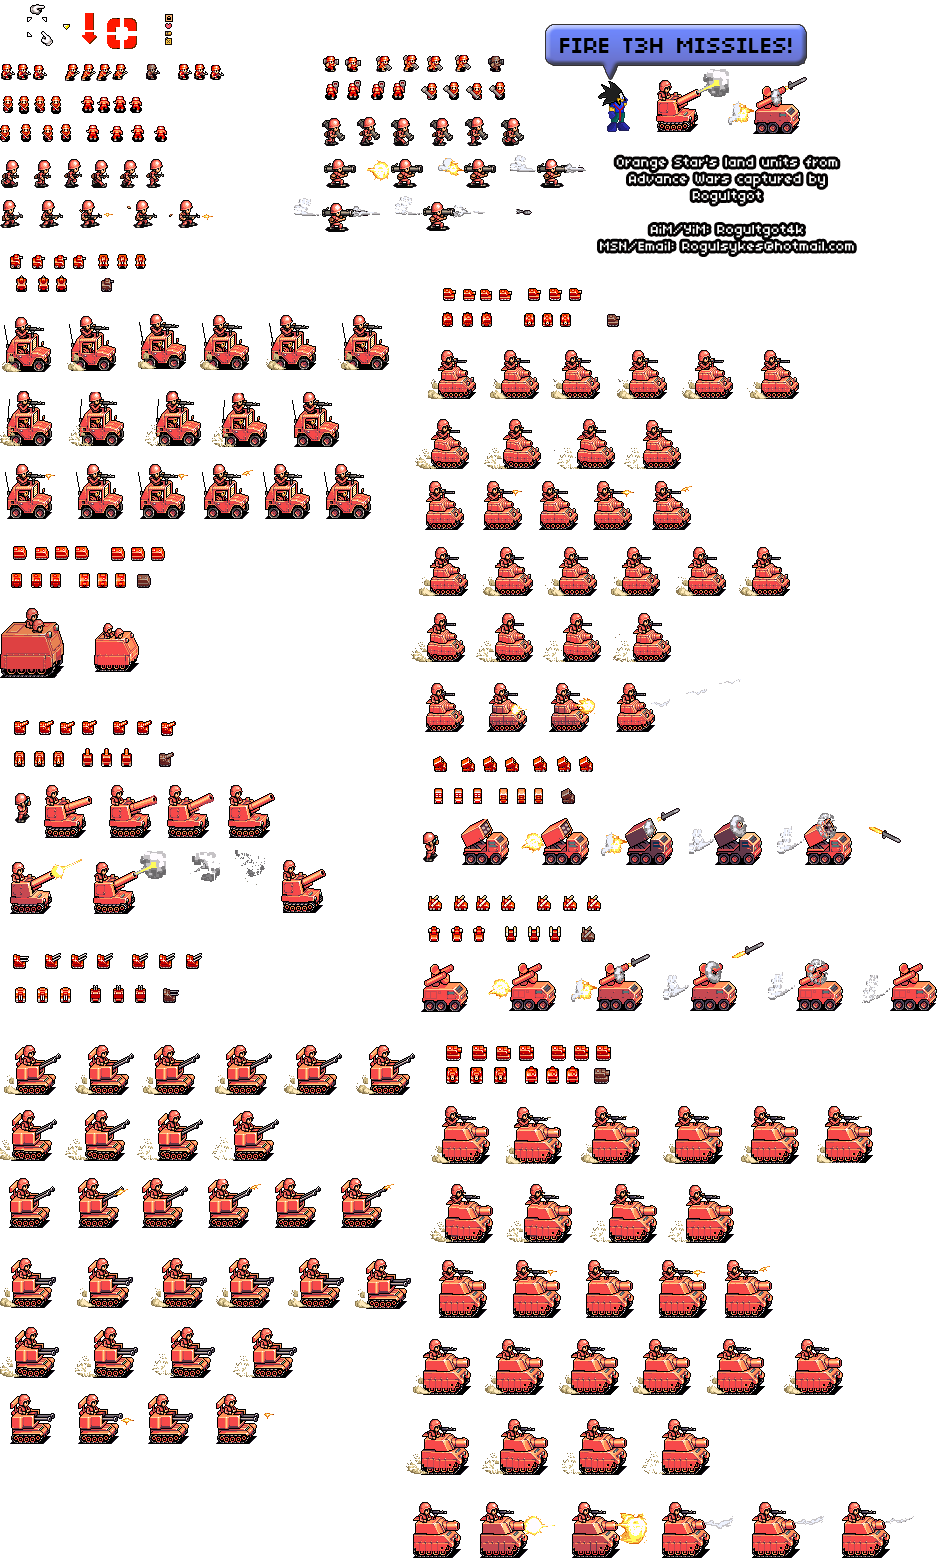 FIRE T3H MISSILES!
Orange Star's land units from
Advance Wars captured by
Rogultgot
AiM/YiM: Rogultgot4k
MSN/Email: Rogulsykes@hotmail.com